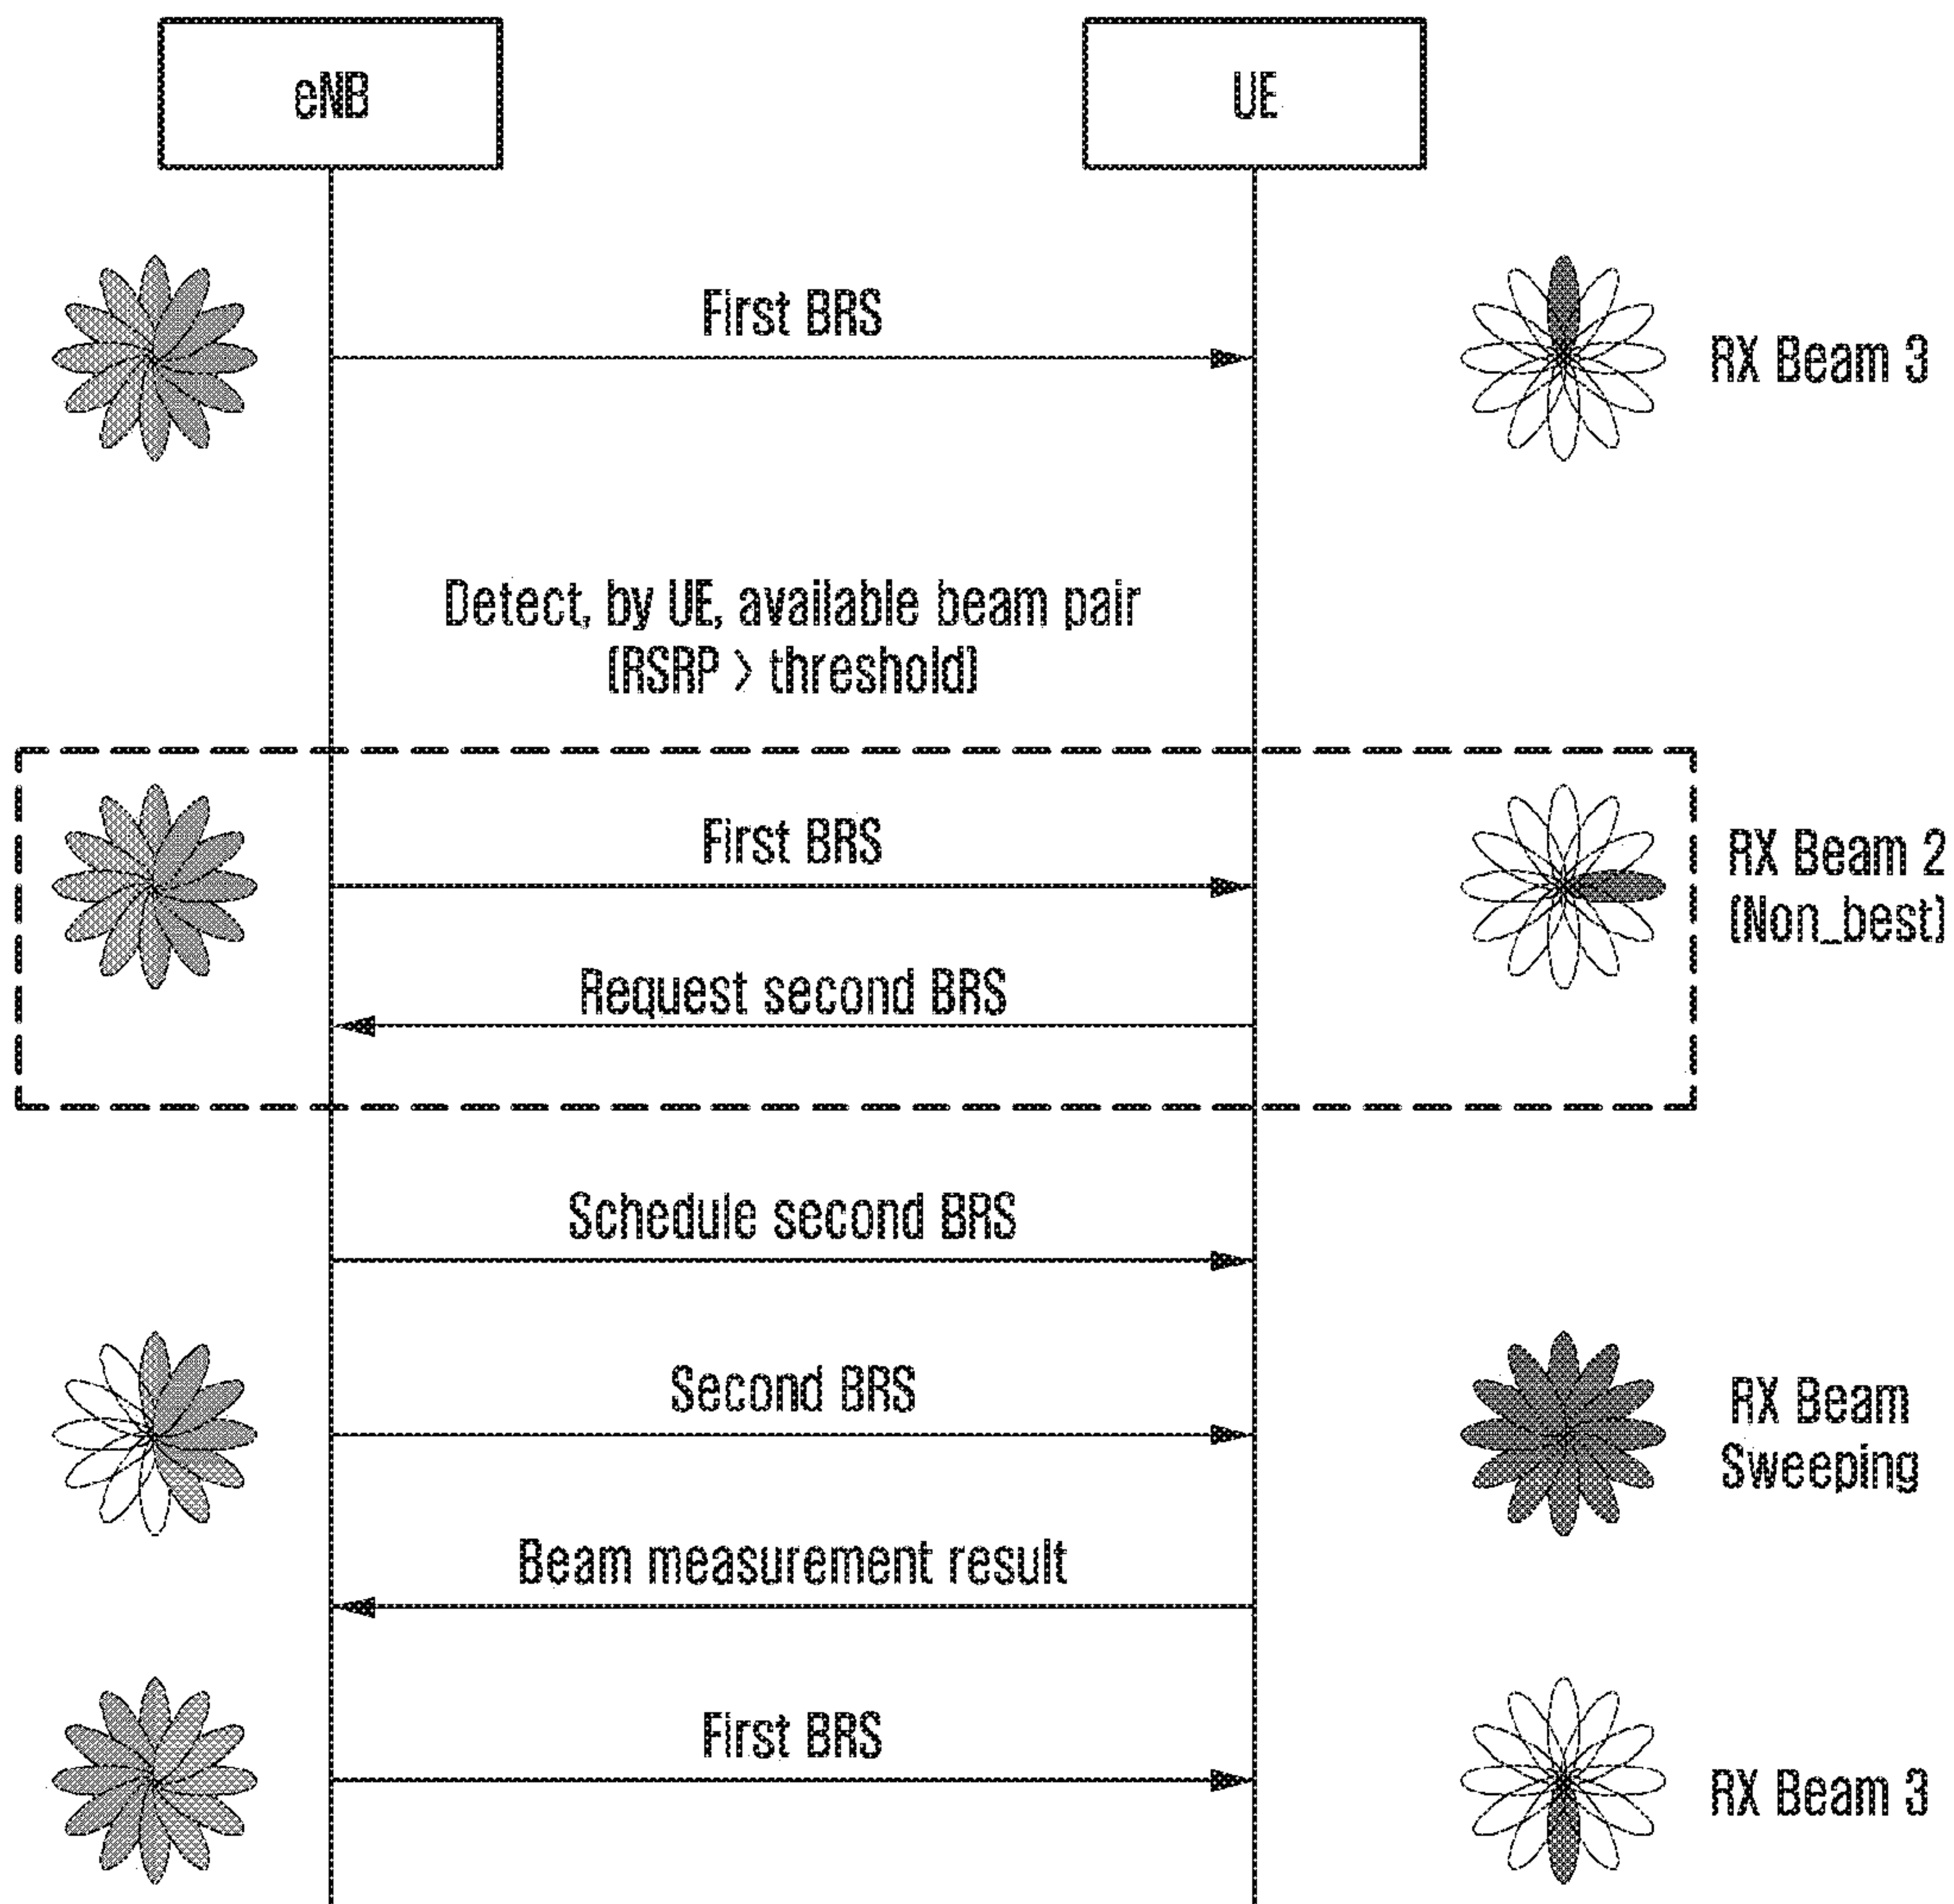 eNB
UE
First BRS
RX Beam 3
Detect, by UE, available beam pair
(RSRP > threshold)
First BRS
RX Beam 2
(Non_best)
Request second BRS
Schedule second BRS
Second BRS
RX Beam
Sweeping
Beam measurement result
First BRS
RX Beam 3